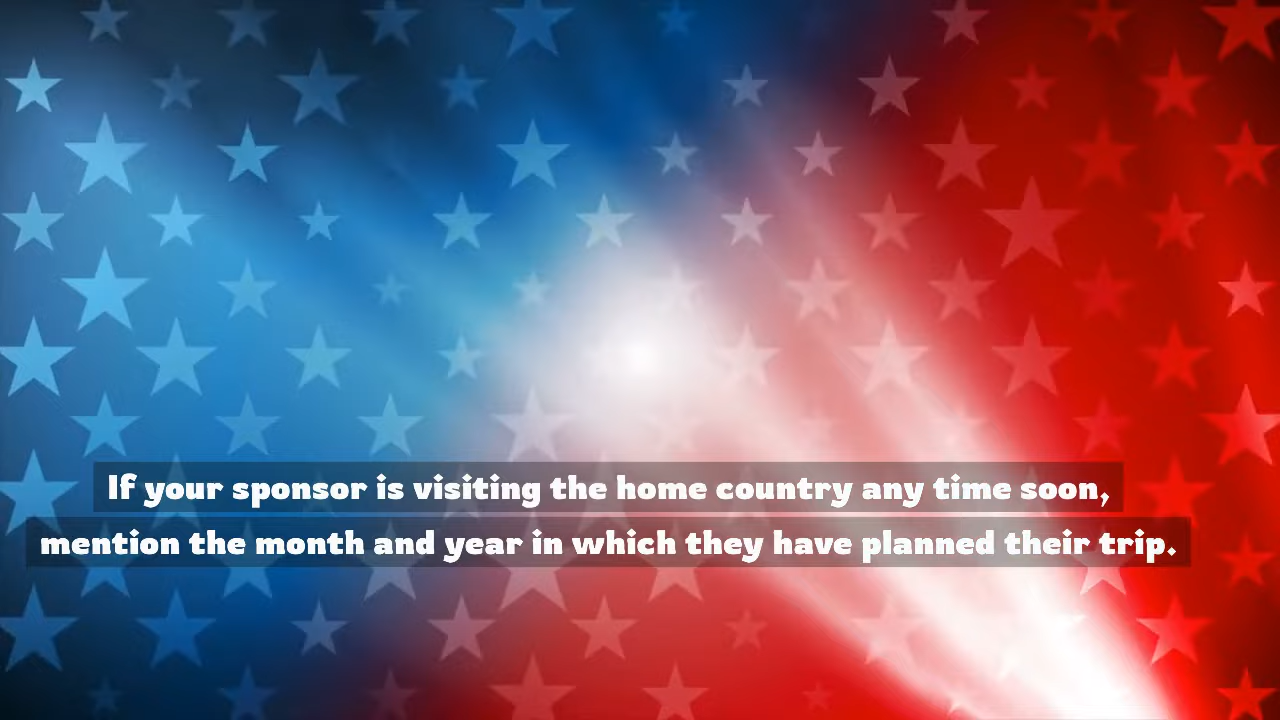 If your sponsor is visiting the home country any time soon,
mention the month and year in which they have planned their trip.